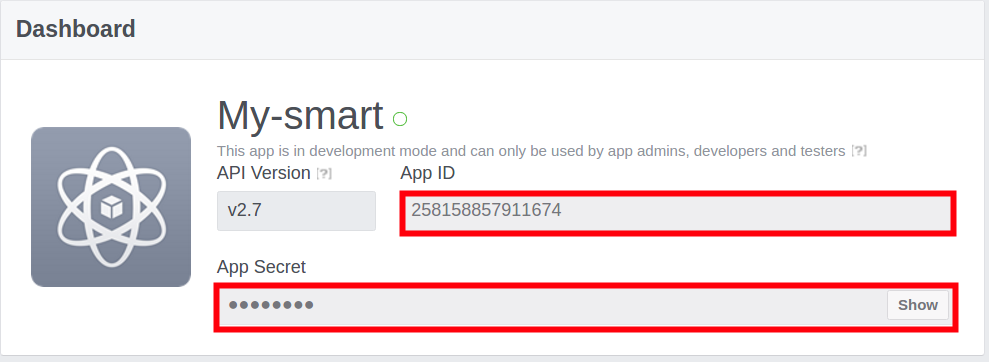 Dashboard
My-smart
This app is in development mode and can only be used by app admins, developers and testers [?]
API Version [?]
App ID
v2.7
258158857911674
App Secret
●●●●●●●●
Show